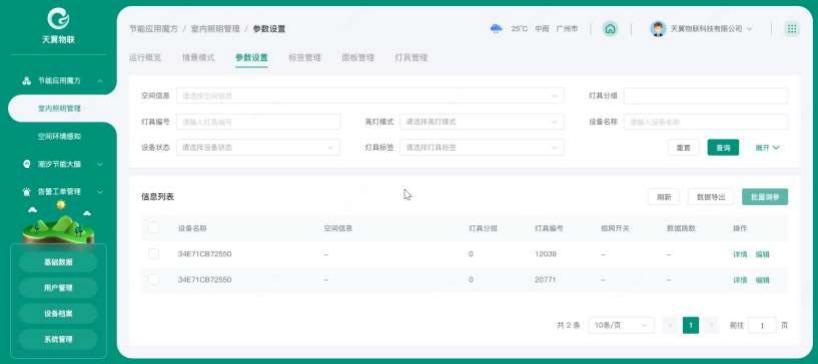 天翼物联
节能应用魔方
室内照明管理
空间环境感知
潮汐节能大脑
告警工单管理
基础数据
用户管理
设备档案
系统管理
节能应用魔方 / 室内照明管理 / 参数设置
25°C 中雨 广州市
天翼物联科技有限公司
运行概览 情景模式 参数设置 标签管理 面板管理 灯具管理
空间信息 请选择空间信息 灯具分组
灯具编号 请输入灯具编号 亮灯模式 请选择亮灯模式 设备名称 请输入设备名称
设备状态 请选择设备状态 灯具标签 请选择灯具标签 重置 查询 展开
信息列表 刷新 数据导出 批量调参
设备名称 空间信息 灯具分组 灯具编号 组网开关 数据跳数 操作
34E71CB72550 – 0 12039 – – 详情 编辑
34E71CB72550 – 0 20771 – – 详情 编辑
共 2 条 10条/页 1 前往 1 页